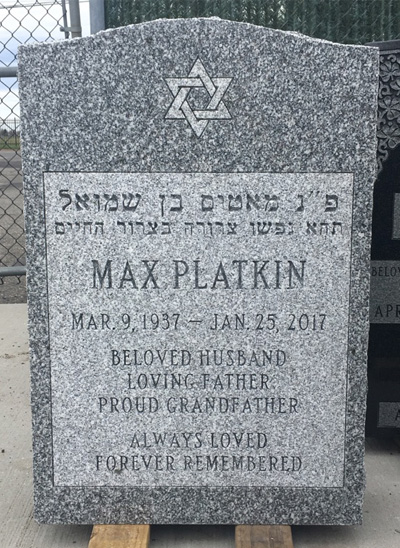 פ״נ מאטיס בן שמואל
תהא נפשו צרורה בצרור החיים
MAX PLATKIN
MAR. 9, 1937 – JAN. 25, 2017
BELOVED HUSBAND
LOVING FATHER
PROUD GRANDFATHER
ALWAYS LOVED
FOREVER REMEMBERED